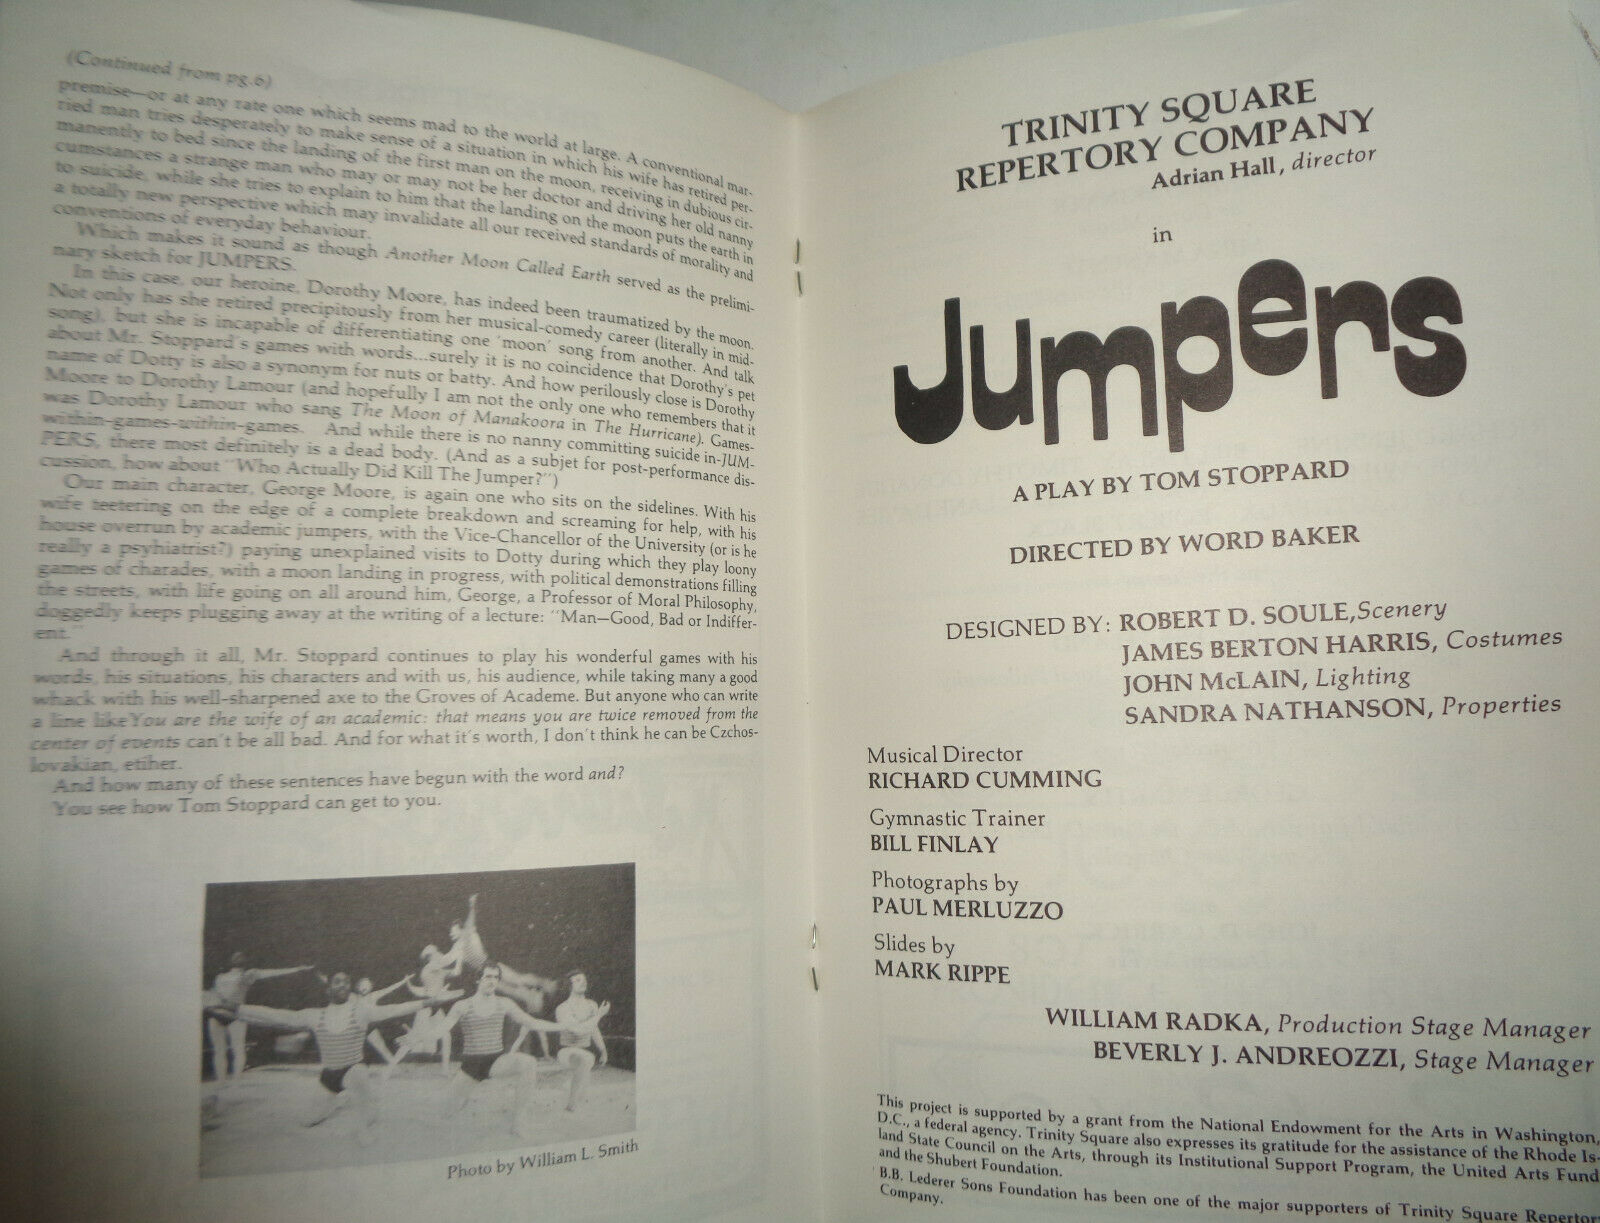 (Continued from pg.6)
premise—or at any rate one which seems mad to the world at large. A conventional mar-
ried man tries desperately to make sense of a situation in which his wife has retired per-
manently to bed since the landing of the first man on the moon, receiving in dubious cir-
cumstances a strange man who may or may not be her doctor and driving her old nanny
to suicide, while she tries to explain to him that the landing on the moon puts the earth in
a totally new perspective which may invalidate all our received standards of morality and
conventions of everyday behaviour.
Which makes it sound as though Another Moon Called Earth served as the prelimi-
nary sketch for JUMPERS.
In this case, our heroine, Dorothy Moore, has indeed been traumatized by the moon.
Not only has she retired precipitously from her musical-comedy career (literally in mid-
song), but she is incapable of differentiating one 'moon' song from another. And talk
about Mr. Stoppard's games with words...surely it is no coincidence that Dorothy's pet
name of Dotty is also a synonym for nuts or batty. And how perilously close is Dorothy
Moore to Dorothy Lamour (and hopefully I am not the only one who remembers that it
was Dorothy Lamour who sang The Moon of Manakoora in The Hurricane). Games-
within-games-within-games. And while there is no nanny committing suicide in-JUM-
PERS, there most definitely is a dead body. (And as a subjet for post-performance dis-
cussion, how about "Who Actually Did Kill The Jumper?")
Our main character, George Moore, is again one who sits on the sidelines. With his
wife teetering on the edge of a complete breakdown and screaming for help, with his
house overrun by academic jumpers, with the Vice-Chancellor of the University (or is he
really a psyhiatrist?) paying unexplained visits to Dotty during which they play loony
games of charades, with a moon landing in progress, with political demonstrations filling
the streets, with life going on all around him, George, a Professor of Moral Philosophy,
doggedly keeps plugging away at the writing of a lecture: "Man—Good, Bad or Indiffer-
ent."
And through it all, Mr. Stoppard continues to play his wonderful games with his
words, his situations, his characters and with us, his audience, while taking many a good
whack with his well-sharpened axe to the Groves of Academe. But anyone who can write
a line likeYou are the wife of an academic: that means you are twice removed from the
center of events can't be all bad. And for what it's worth, I don't think he can be Czchos-
lovakian, etiher.
And how many of these sentences have begun with the word and?
You see how Tom Stoppard can get to you.
Photo by William L. Smith
TRINITY SQUARE
REPERTORY COMPANY
Adrian Hall, director
in
Jumpers
A PLAY BY TOM STOPPARD
DIRECTED BY WORD BAKER
DESIGNED BY: ROBERT D. SOULE,Scenery
JAMES BERTON HARRIS, Costumes
JOHN McLAIN, Lighting
SANDRA NATHANSON, Properties
Musical Director
RICHARD CUMMING
Gymnastic Trainer
BILL FINLAY
Photographs by
PAUL MERLUZZO
Slides by
MARK RIPPE
WILLIAM RADKA, Production Stage Manager
BEVERLY J. ANDREOZZI, Stage Manager
This project is supported by a grant from the National Endowment for the Arts in Washington,
D.C., a federal agency. Trinity Square also expresses its gratitude for the assistance of the Rhode Is-
land State Council on the Arts, through its Institutional Support Program, the United Arts Fund
and the Shubert Foundation.
B.B. Lederer Sons Foundation has been one of the major supporters of Trinity Square Repertor
Company.